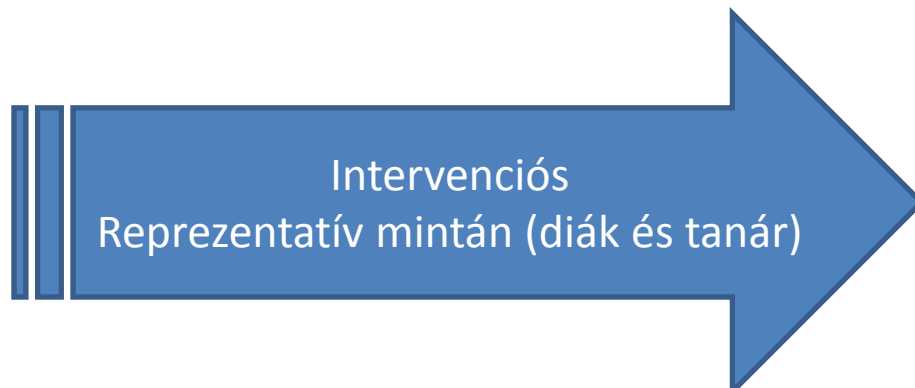 Intervenciós
Reprezentatív mintán (diák és tanár)